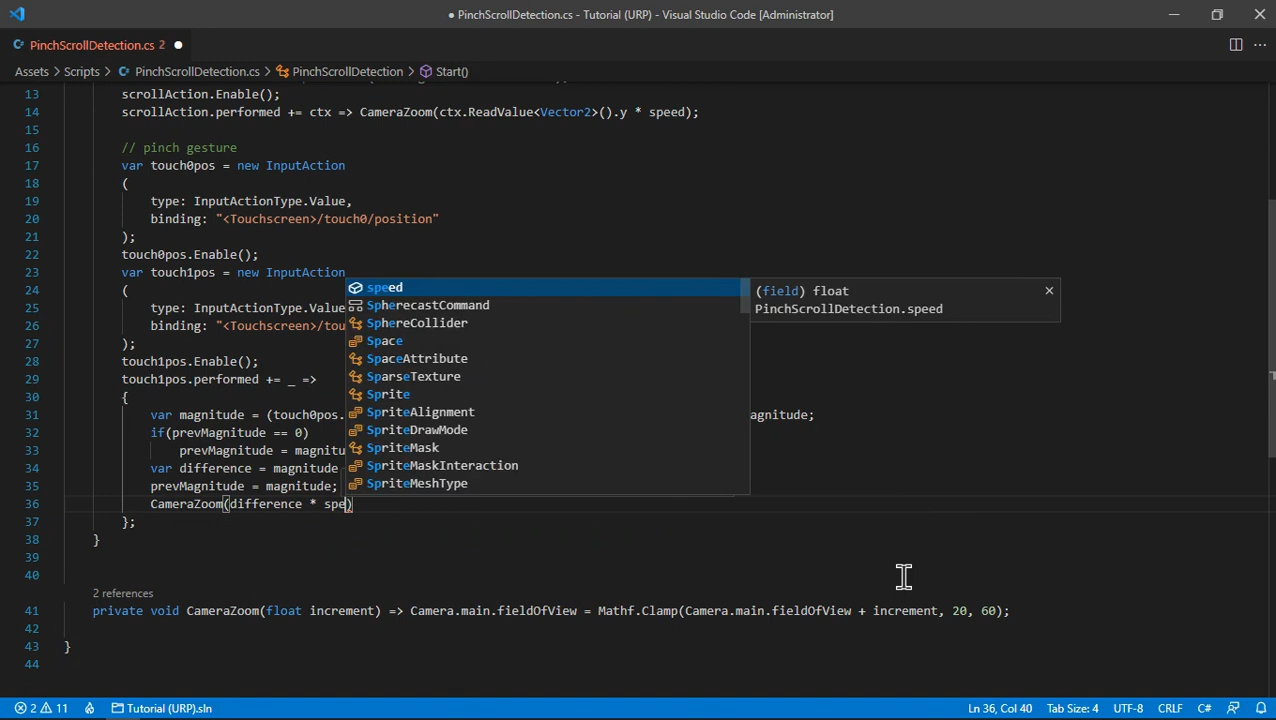 ● PinchScrollDetection.cs - Tutorial (URP) - Visual Studio Code [Administrator]
PinchScrollDetection.cs 2 ●
Assets > Scripts > PinchScrollDetection.cs > PinchScrollDetection > Start()
13 scrollAction.Enable();
14 scrollAction.performed += ctx => CameraZoom(ctx.ReadValue<Vector2>().y * speed);
15
16 // pinch gesture
17 var touch0pos = new InputAction
18 (
19 type: InputActionType.Value,
20 binding: "<Touchscreen>/touch0/position"
21 );
22 touch0pos.Enable();
23 var touch1pos = new InputAction
24 (
25 type: InputActionType.Value
26 binding: "<Touchscreen>/tou
27 );
28 touch1pos.Enable();
29 touch1pos.performed += _ =>
30 {
31 var magnitude = (touch0pos. agnitude;
32 if(prevMagnitude == 0)
33 prevMagnitude = magnitu
34 var difference = magnitude
35 prevMagnitude = magnitude;
36 CameraZoom(difference * spe)
37 };
38 }
39
40
2 references
41 private void CameraZoom(float increment) => Camera.main.fieldOfView = Mathf.Clamp(Camera.main.fieldOfView + increment, 20, 60);
42
43 }
44
speed
SpherecastCommand
SphereCollider
Space
SpaceAttribute
SparseTexture
Sprite
SpriteAlignment
SpriteDrawMode
SpriteMask
SpriteMaskInteraction
SpriteMeshType
(field) float
PinchScrollDetection.speed
2 11 Tutorial (URP).sln Ln 36, Col 40 Tab Size: 4 UTF-8 CRLF C#